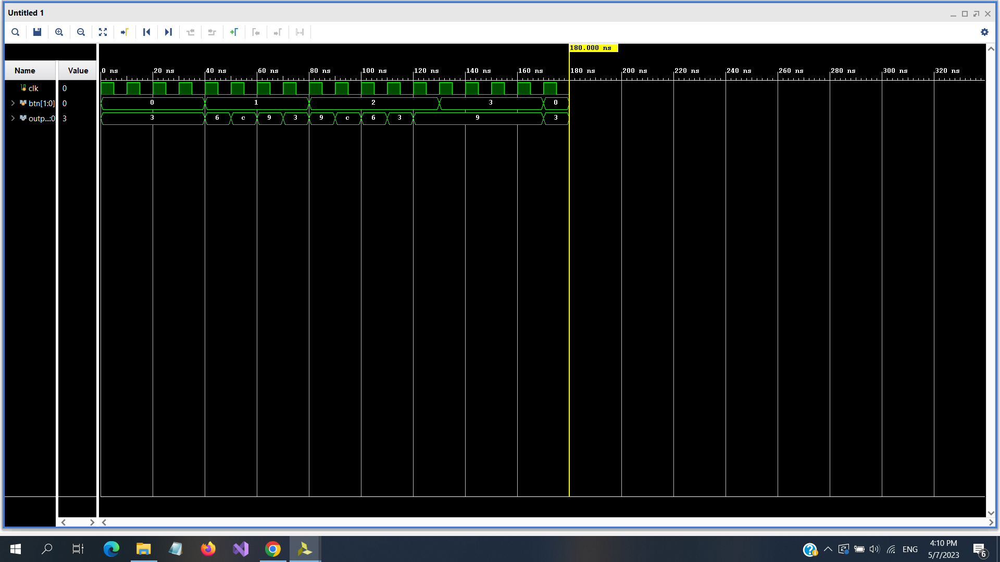 Untitled 1
180.000 ns
Name Value
0 ns 20 ns 40 ns 60 ns 80 ns 100 ns 120 ns 140 ns 160 ns 180 ns 200 ns 220 ns 240 ns 260 ns 280 ns 300 ns 320 ns
clk 0
btn[1:0] 0 0 1 2 3 0
outp...:0 3 3 6 c 9 3 9 c 6 3 9 3
ENG
4:10 PM
5/7/2023
6